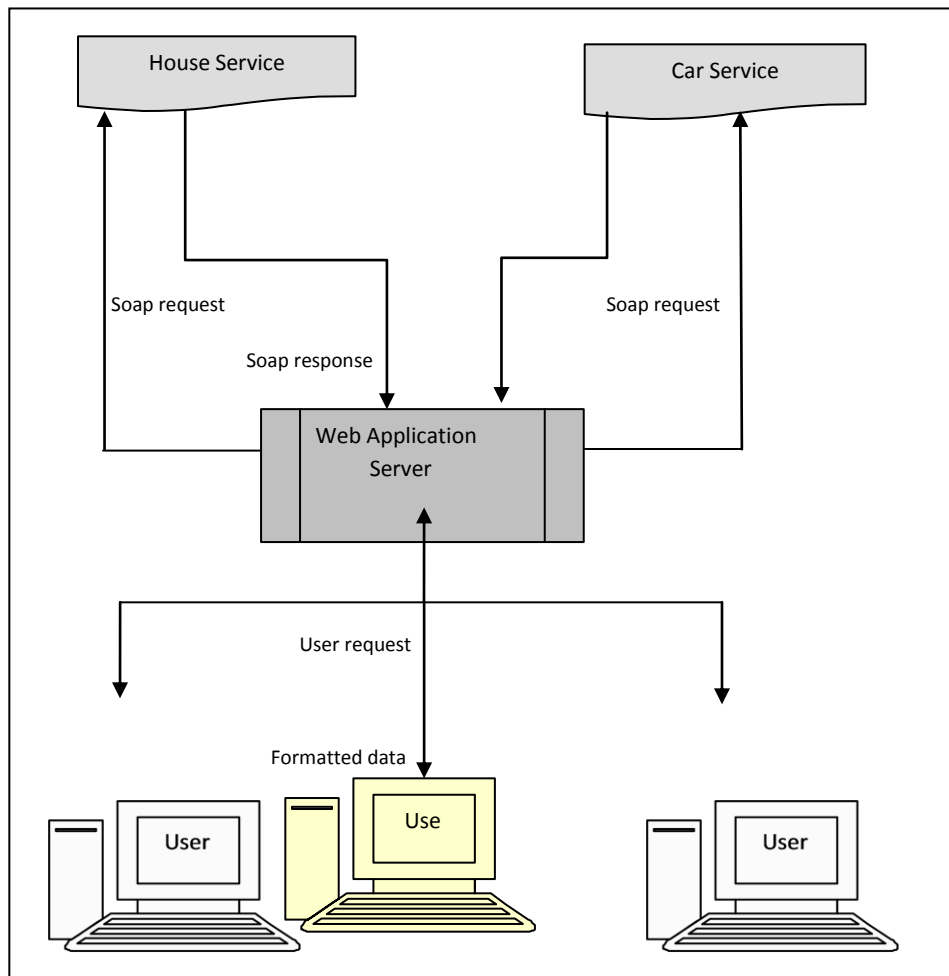 House Service
Car Service
Soap request
Soap request
Soap response
Web Application
Server
User request
Formatted data
User
Use
User